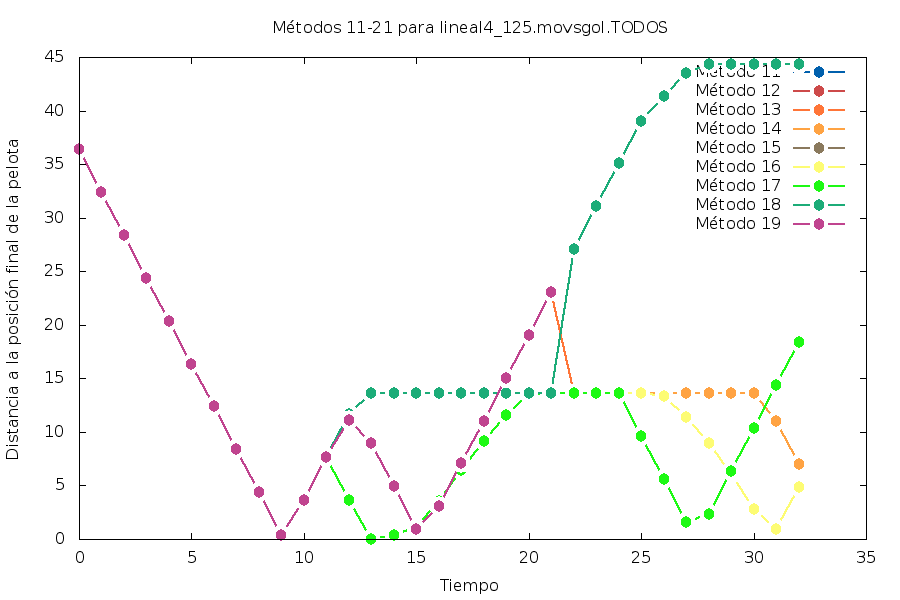 Métodos 11-21 para lineal4_125.movsgol.TODOS
Distancia a la posición final de la pelota
45
40
35
30
25
20
15
10
5
0
0 5 10 15 20 25 30 35
Tiempo
Método 11
Método 12
Método 13
Método 14
Método 15
Método 16
Método 17
Método 18
Método 19